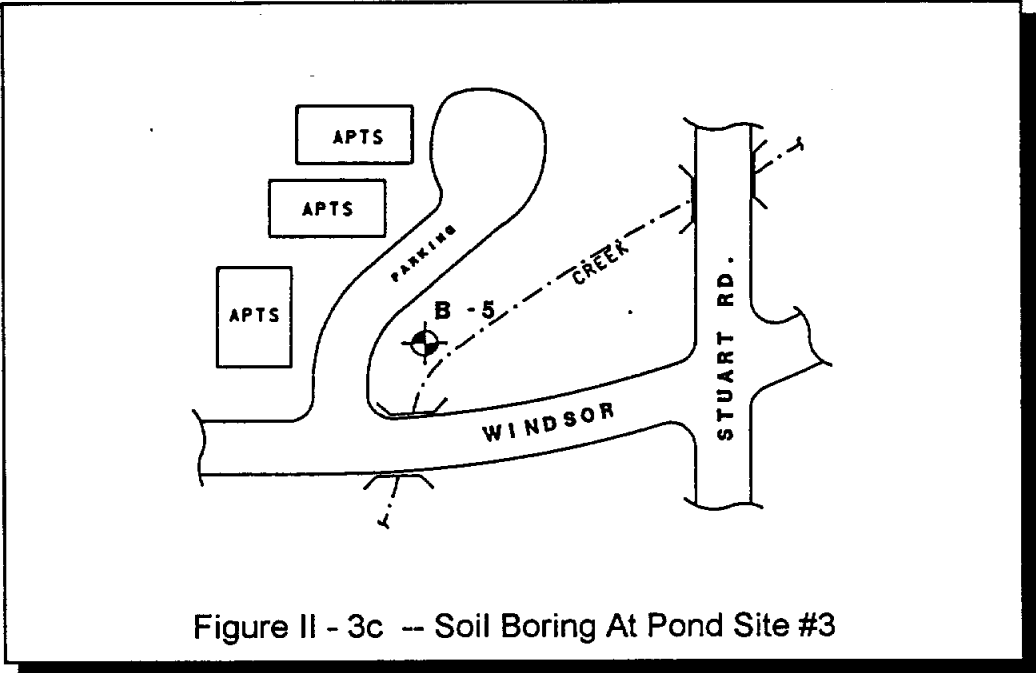 APTS
APTS
APTS
PARKING
B - 5
CREEK
WINDSOR
STUART RD.
Figure II - 3c -- Soil Boring At Pond Site #3